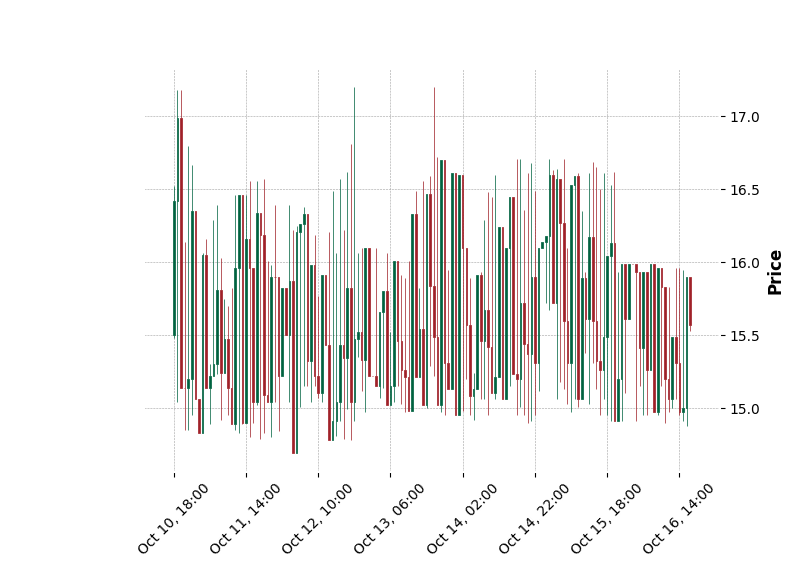 17.0
16.5
16.0
15.5
15.0
Price
Oct 10, 18:00
Oct 11, 14:00
Oct 12, 10:00
Oct 13, 06:00
Oct 14, 02:00
Oct 14, 22:00
Oct 15, 18:00
Oct 16, 14:00